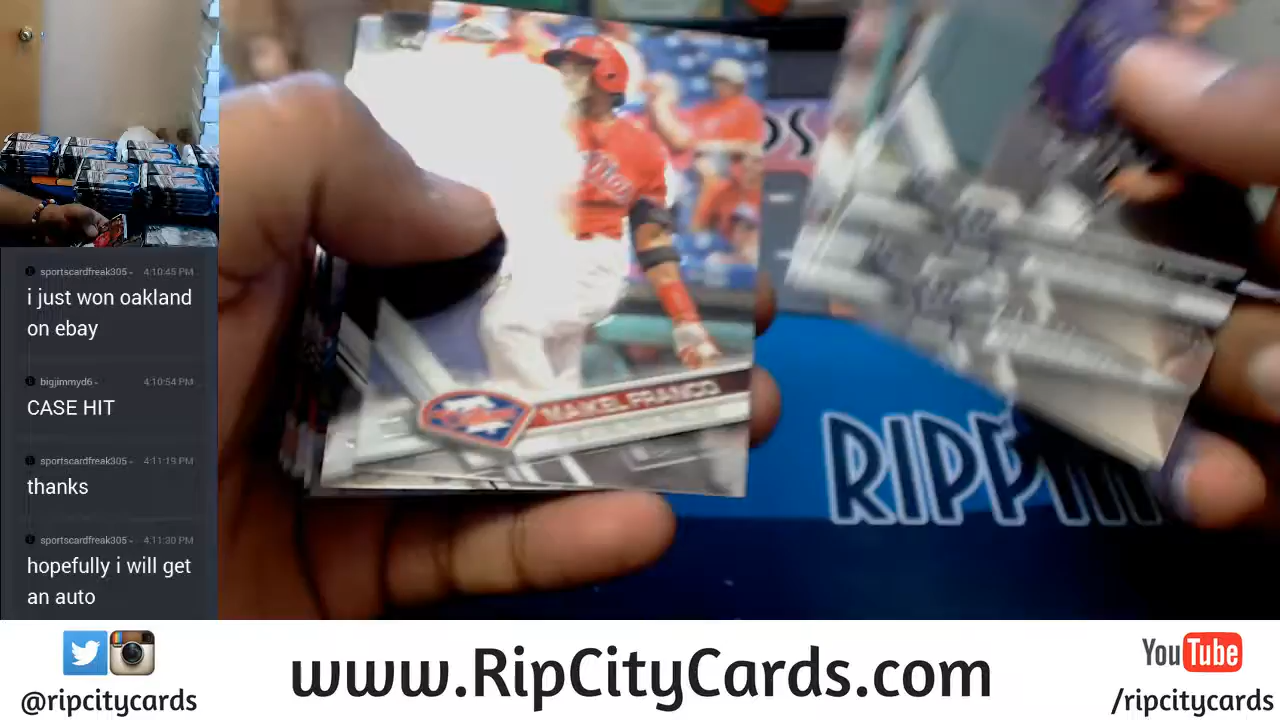 sportscardfreak305
4:10:45 PM
i just won oakland
on ebay
bigjimmyd6
4:10:54 PM
CASE HIT
sportscardfreak305
4:11:19 PM
thanks
sportscardfreak305
4:11:30 PM
hopefully i will get
an auto
MAIKEL FRANCO
RIPPIN
www.RipCityCards.com
@ripcitycards
YouTube
/ripcitycards